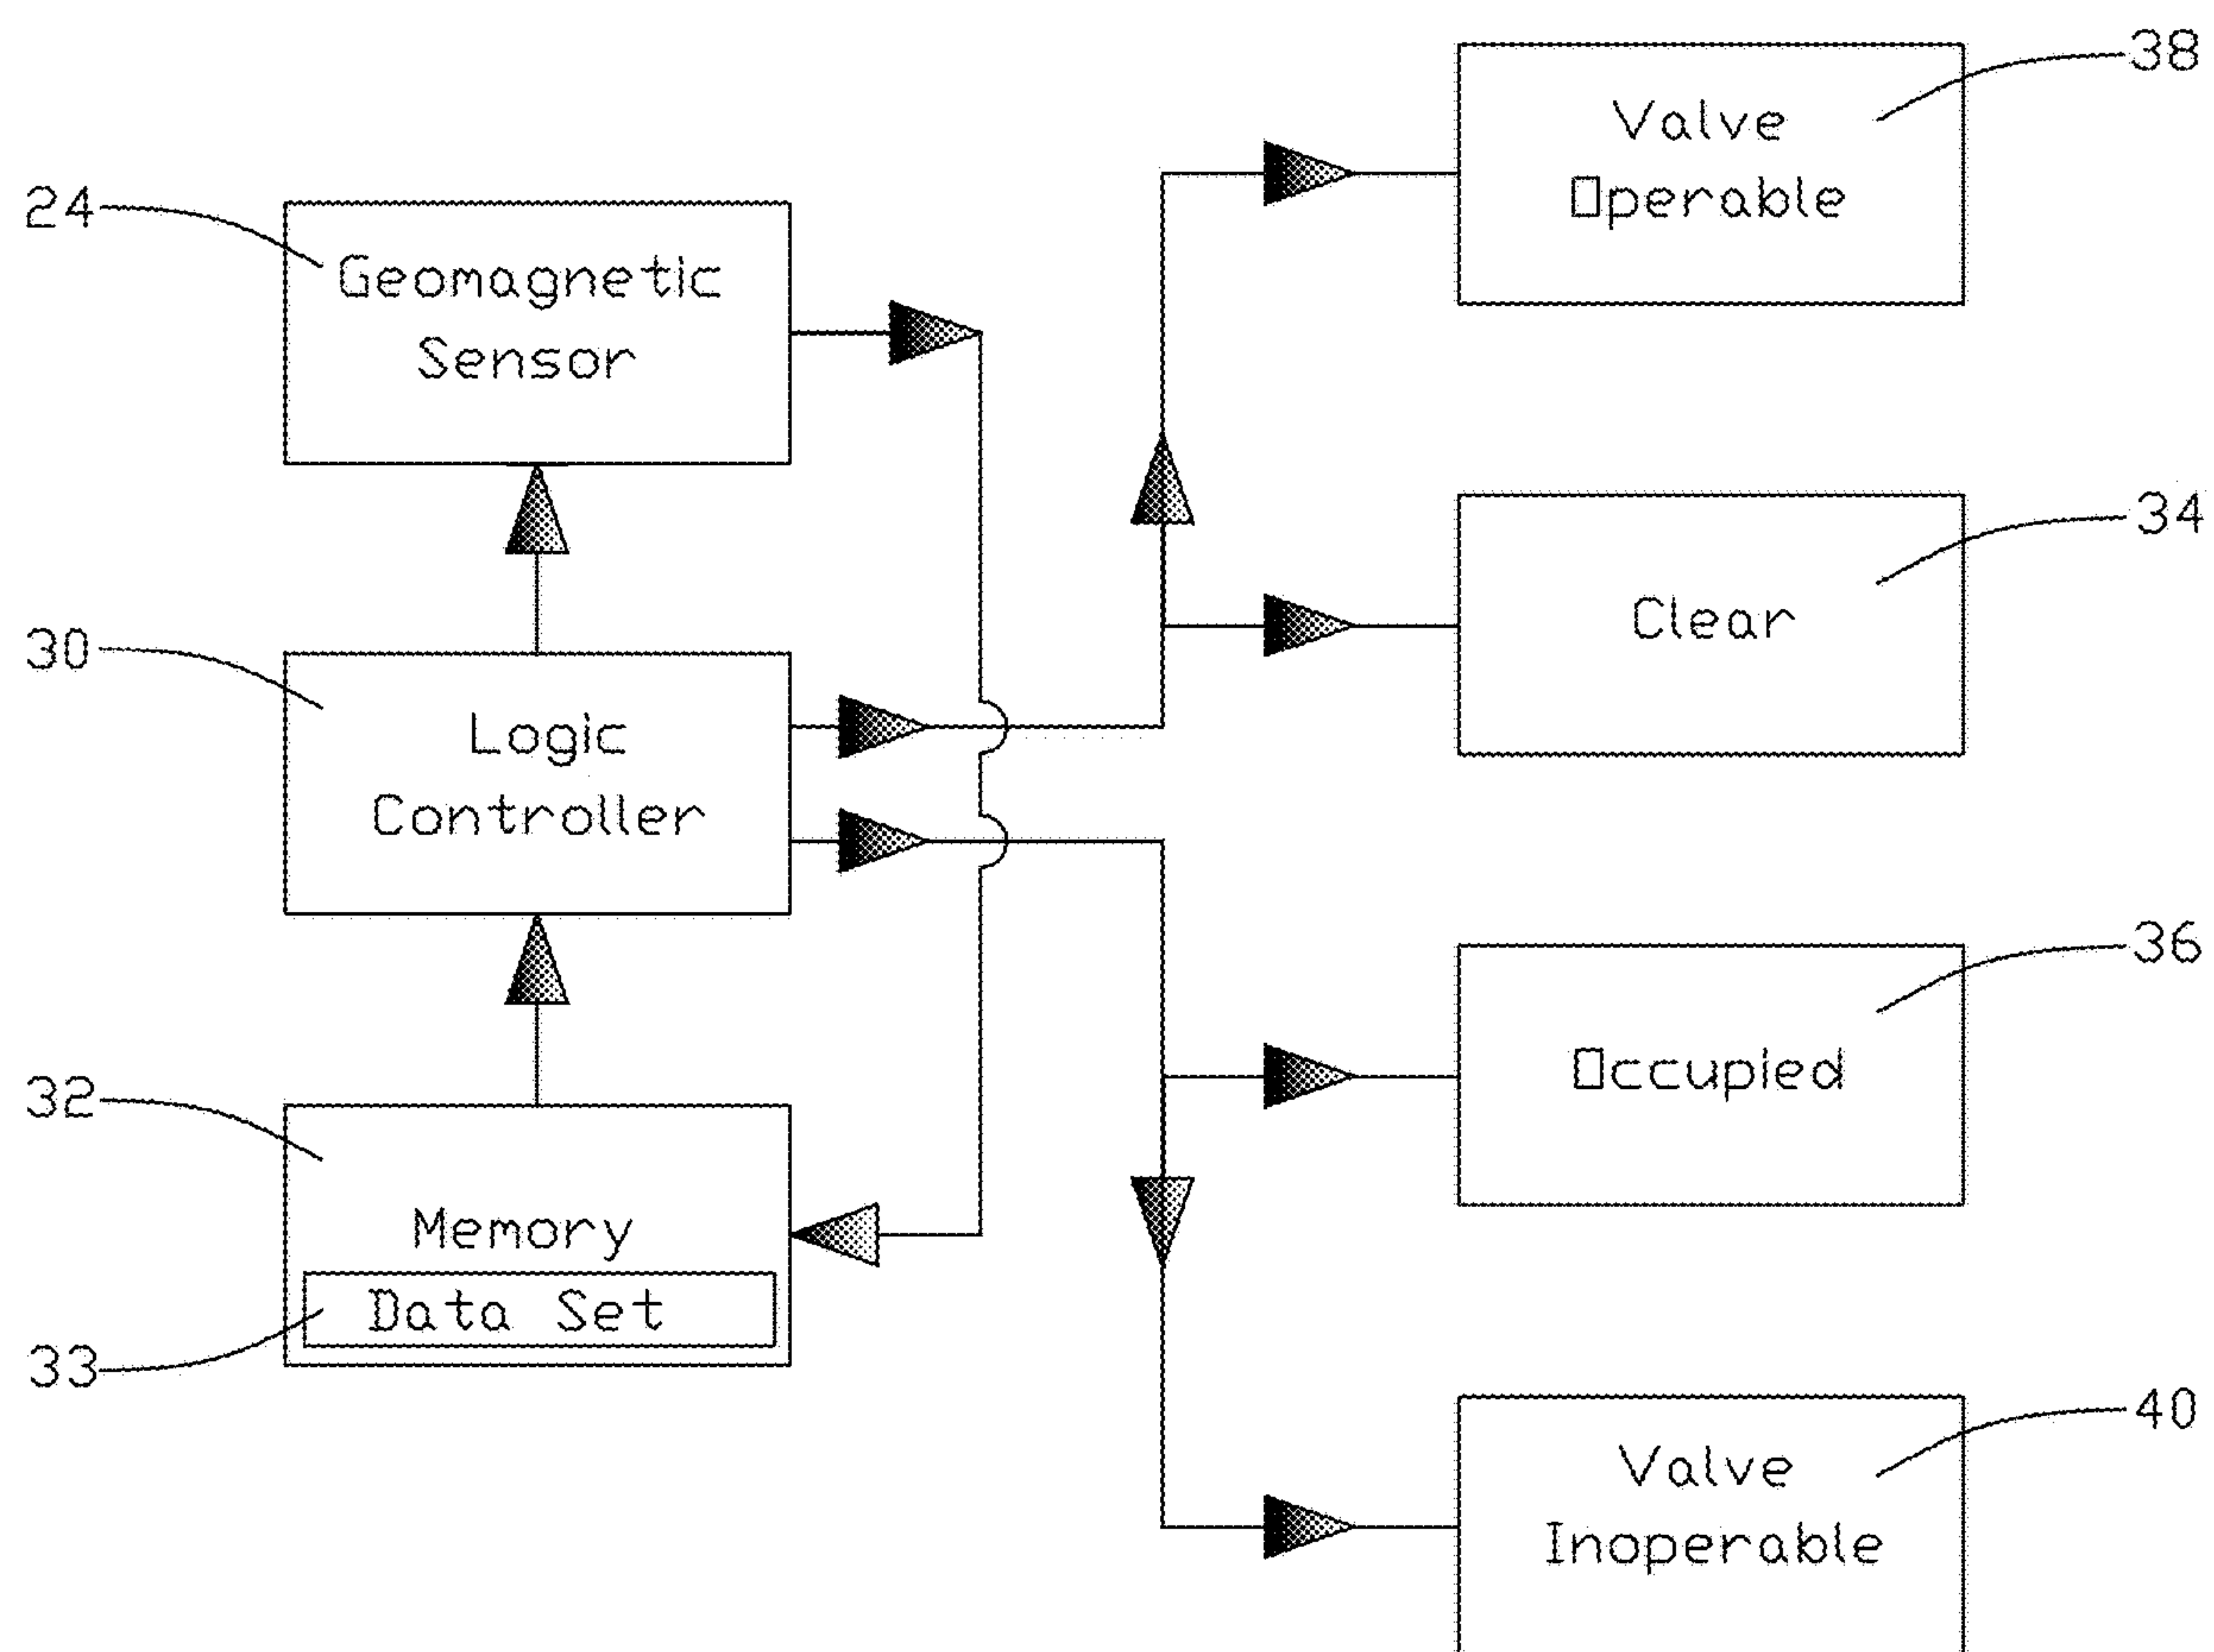 38
Valve
Operable
24
Geomagnetic
Sensor
34
Clear
30
Logic
Controller
36
Occupied
32
Memory
Data Set
33
40
Valve
Inoperable